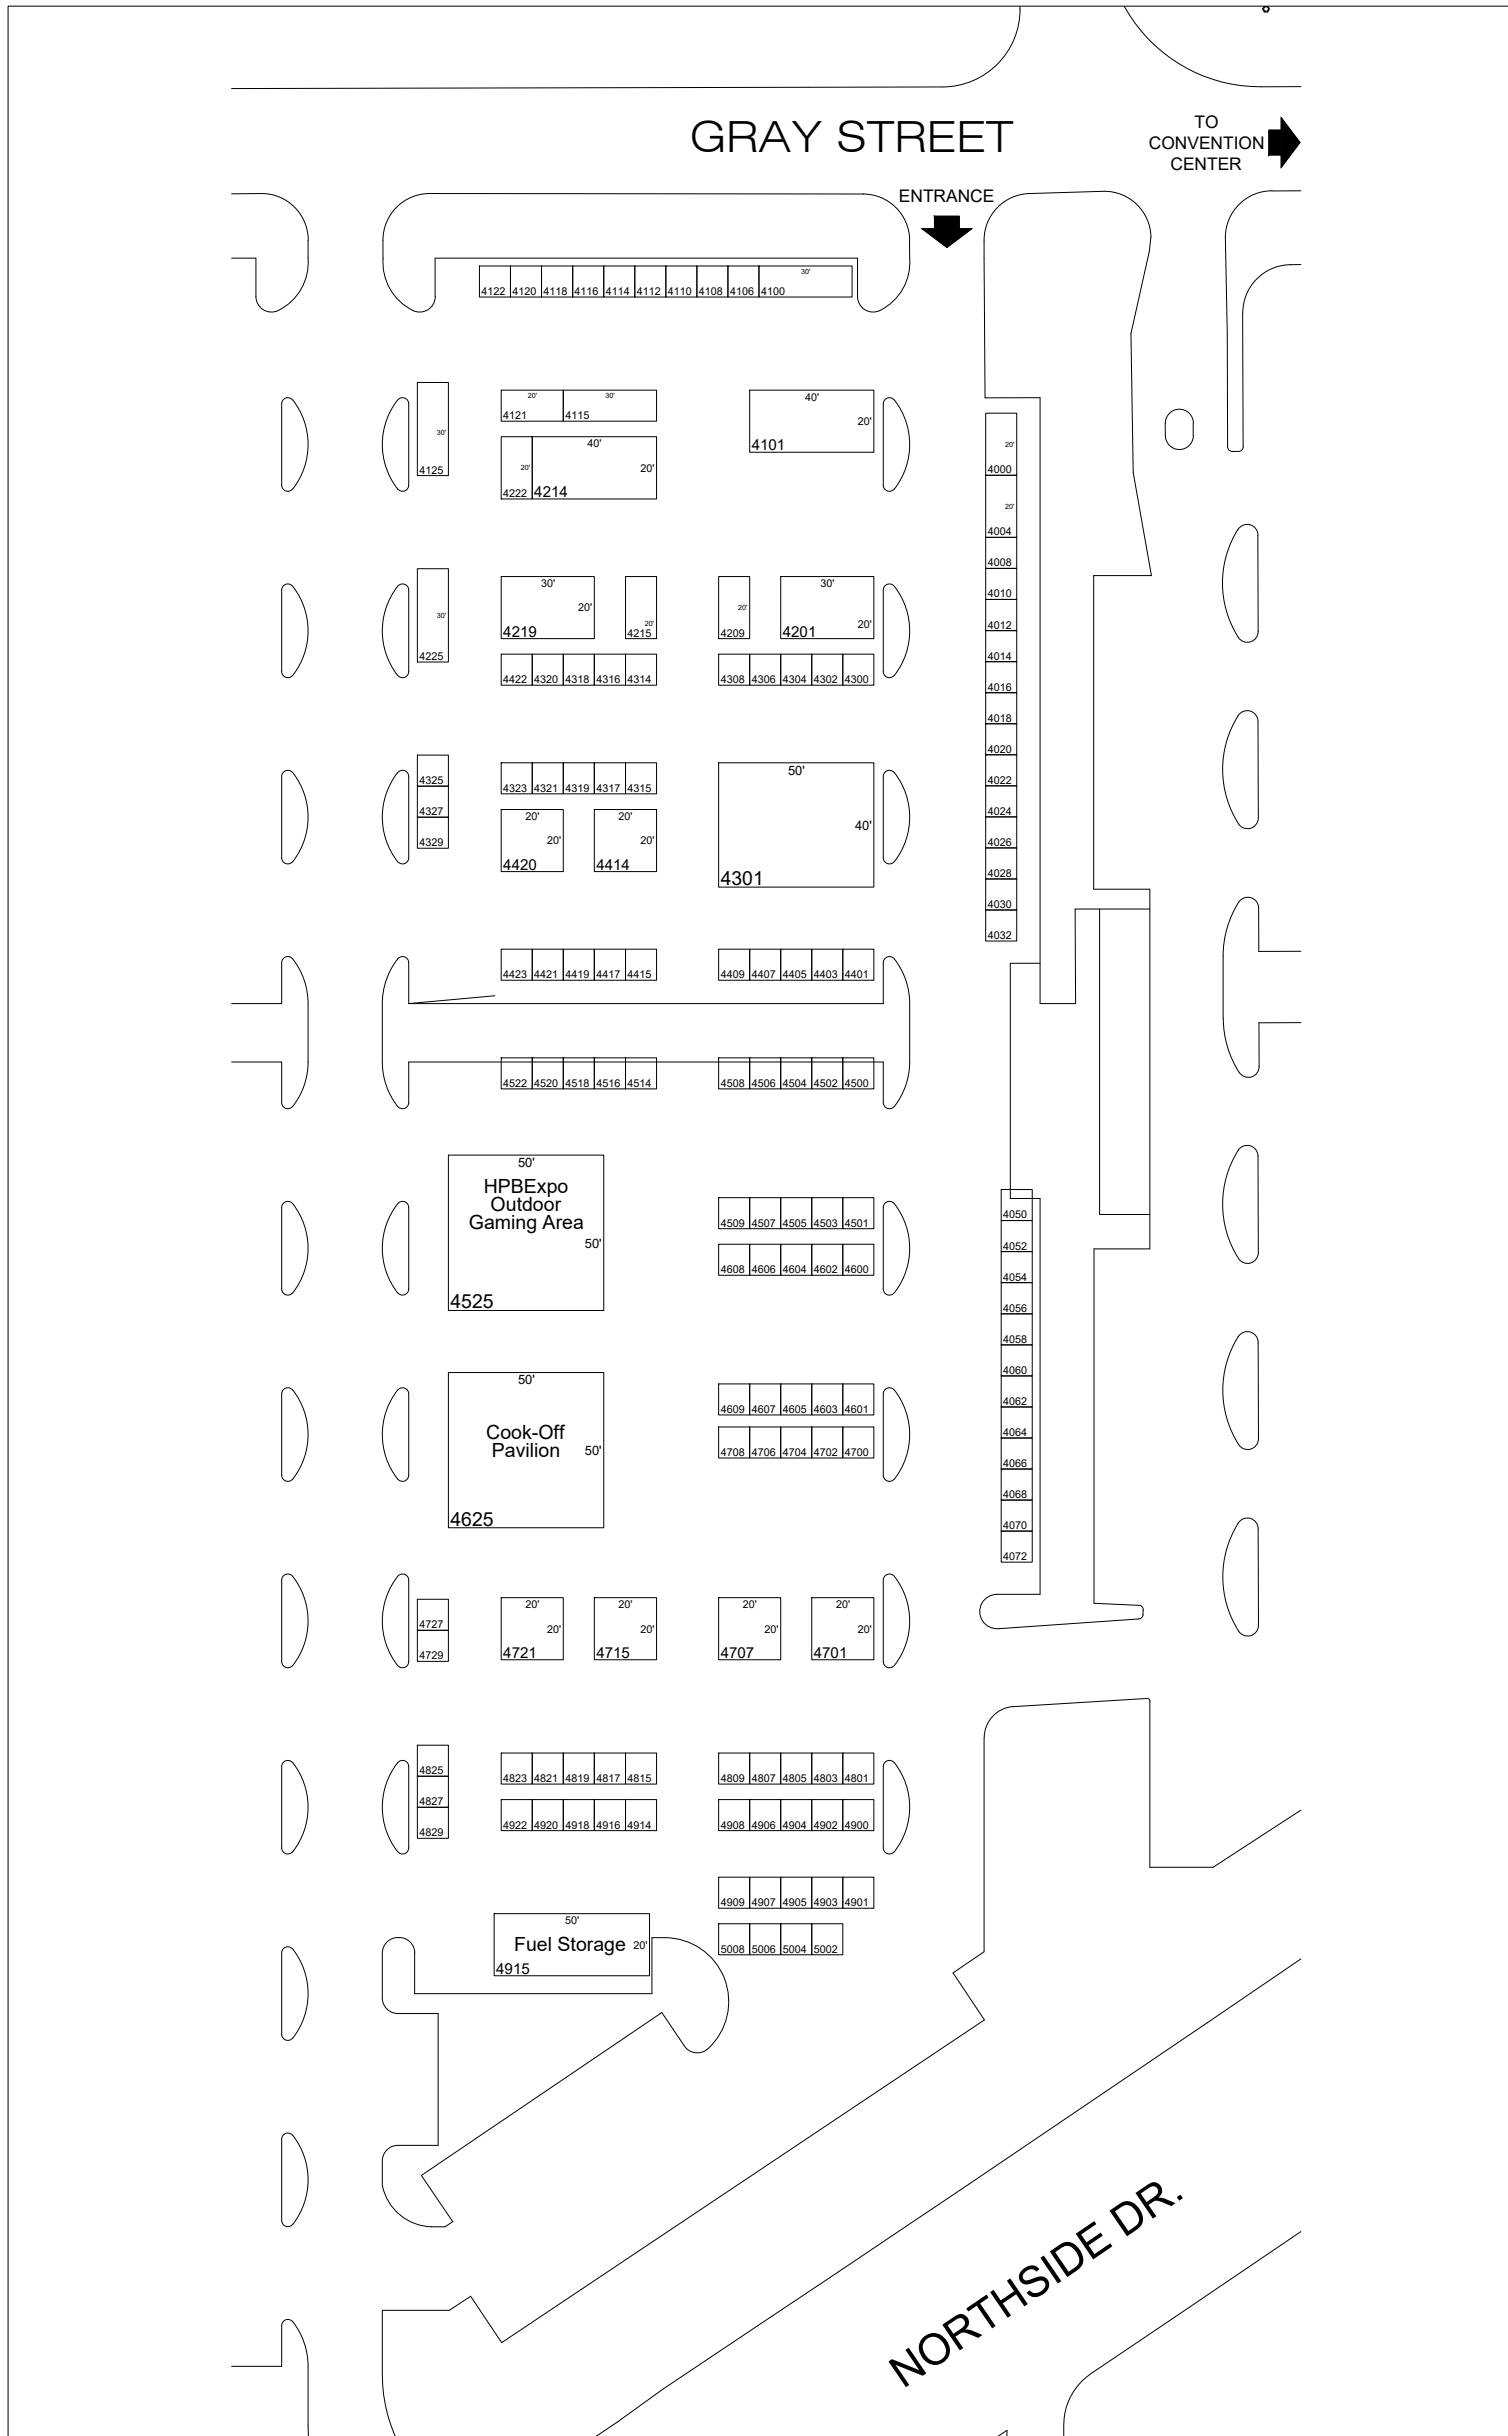 GRAY STREET
TO
CONVENTION
CENTER
ENTRANCE
30'
4122 4120 4118 4116 4114 4112 4110 4108 4106 4100
30'
4125
20' 30'
4121 4115
40'
20' 20'
4222 4214
40'
20'
4101
20'
4000
20'
4004
4008
4010
4012
4014
4016
4018
4020
4022
4024
4026
4028
4030
4032
30'
4225
30'
20'
4219
20'
4215
20'
4209
30'
20'
4201
4422 4320 4318 4316 4314
4308 4306 4304 4302 4300
4325
4327
4329
4323 4321 4319 4317 4315
20'
20'
4420
20'
20'
4414
50'
40'
4301
4423 4421 4419 4417 4415
4409 4407 4405 4403 4401
4522 4520 4518 4516 4514
4508 4506 4504 4502 4500
50'
HPBExpo
Outdoor
Gaming Area
50'
4525
4509 4507 4505 4503 4501
4608 4606 4604 4602 4600
4050
4052
4054
4056
4058
4060
4062
4064
4066
4068
4070
4072
50'
Cook-Off
Pavilion 50'
4625
4609 4607 4605 4603 4601
4708 4706 4704 4702 4700
4727
4729
20'
20'
4721
20'
20'
4715
20'
20'
4707
20'
20'
4701
4825
4827
4829
4823 4821 4819 4817 4815
4809 4807 4805 4803 4801
4922 4920 4918 4916 4914
4908 4906 4904 4902 4900
4909 4907 4905 4903 4901
5008 5006 5004 5002
50'
Fuel Storage 20'
4915
NORTHSIDE DR.